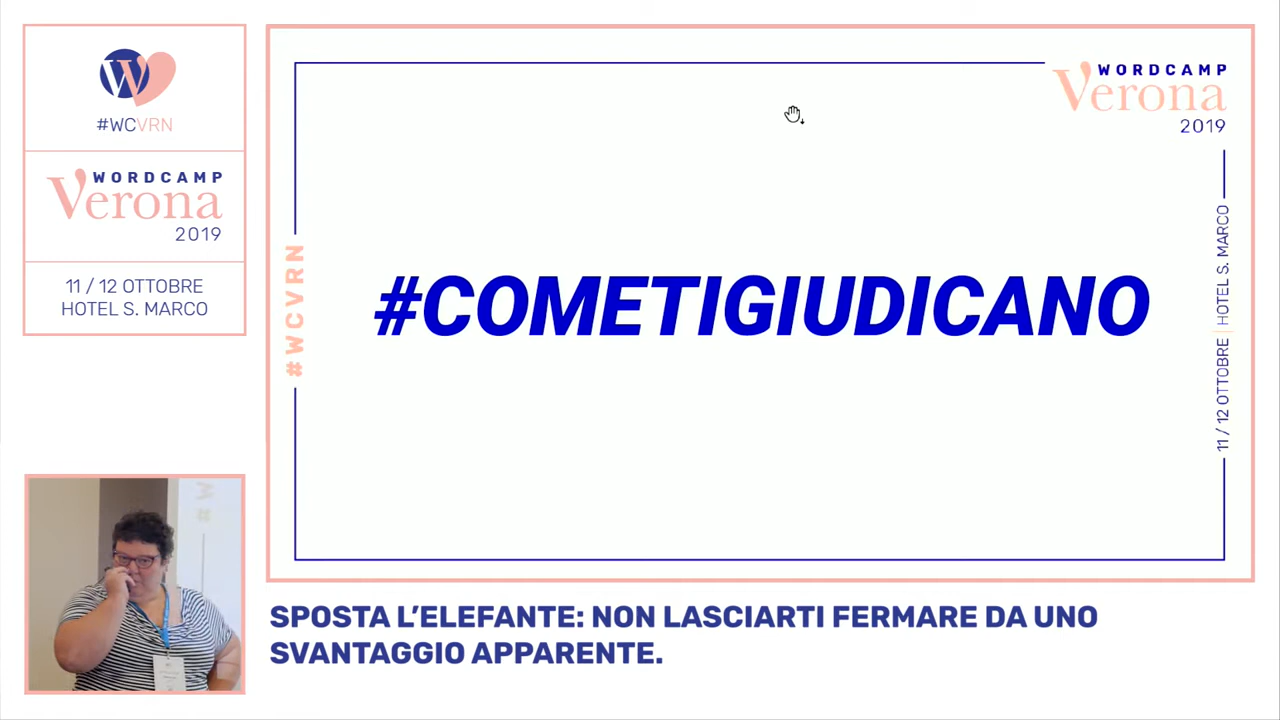 #WCVRN
WORDCAMP
Verona
2019
11 / 12 OTTOBRE
HOTEL S. MARCO
WORDCAMP
Verona
2019
#WCVRN
#COMETIGIUDICANO
11 / 12 OTTOBRE | HOTEL S. MARCO
SPOSTA L’ELEFANTE: NON LASCIARTI FERMARE DA UNO
SVANTAGGIO APPARENTE.